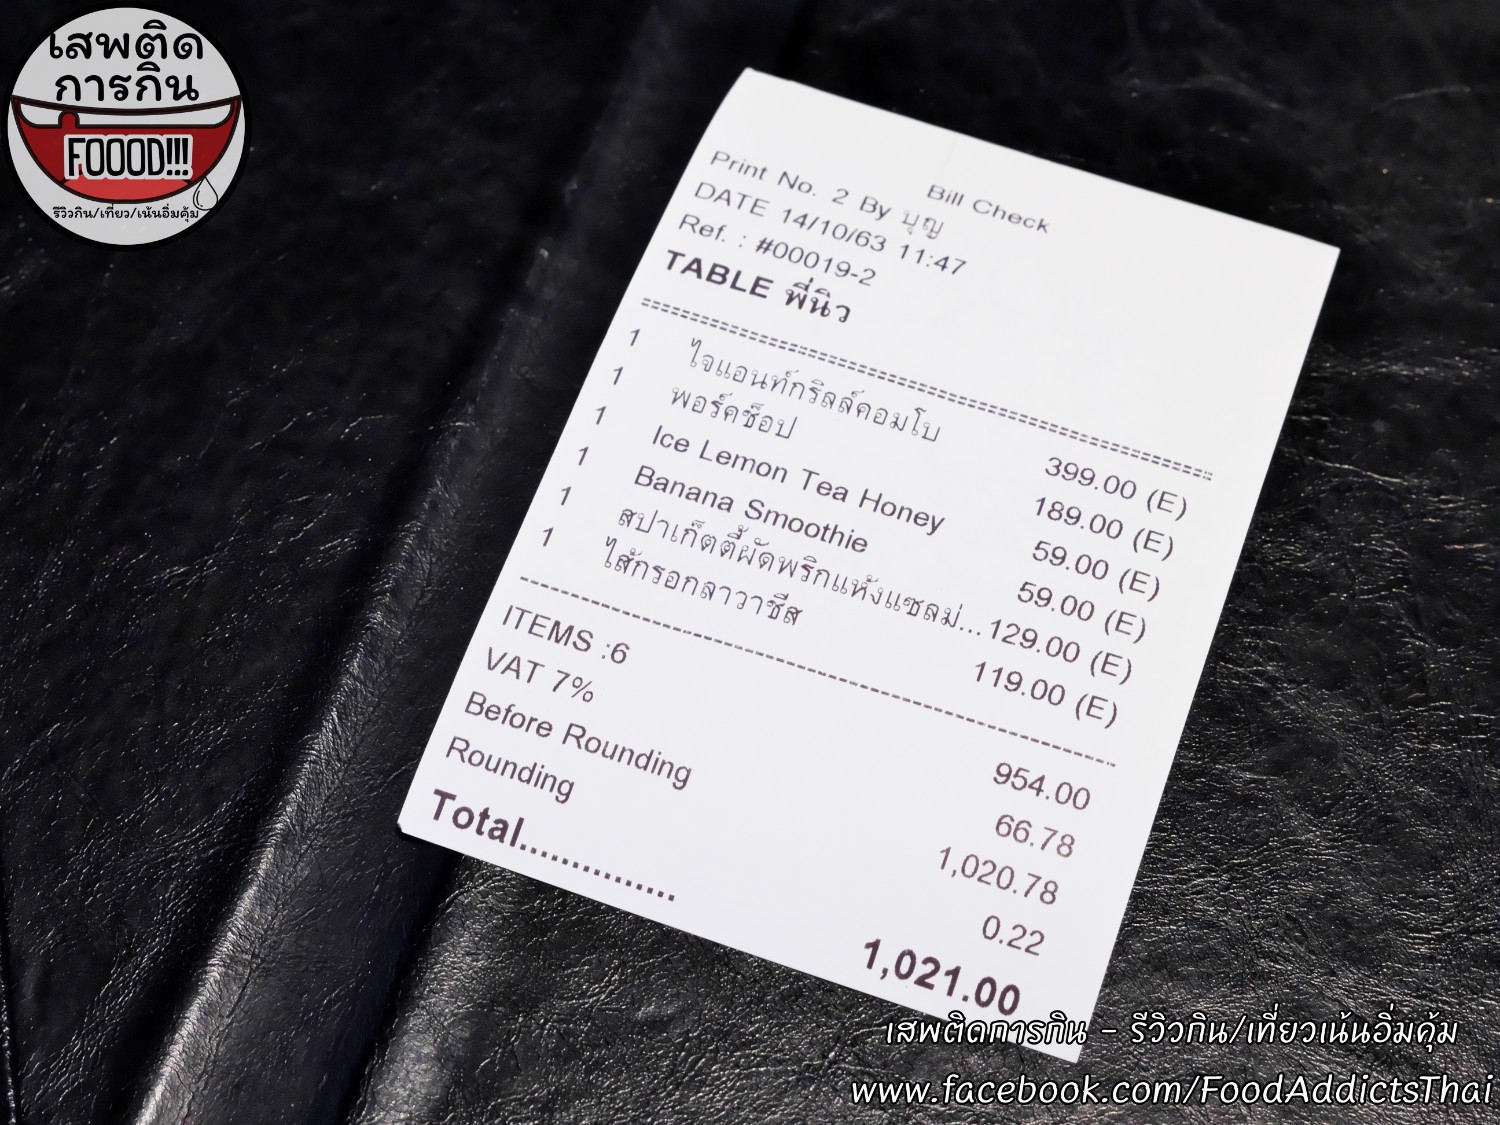 เสพติด
การกิน
FOOOD!!!
รีวิวกิน/เที่ยว/เน้นอิ่มคุ้ม
Bill Check
Print No. 2 By บุญ
DATE 14/10/63 11:47
Ref. : #00019-2
TABLE พี่นิว
1 ไจแอนท์กริลล์คอมโบ 399.00 (E)
1 พอร์คช็อป 189.00 (E)
1 Ice Lemon Tea Honey 59.00 (E)
1 Banana Smoothie 59.00 (E)
1 สปาเก็ตตี้ผัดพริกแห้งแซลม่... 129.00 (E)
1 ไส้กรอกลาวาชีส 119.00 (E)
ITEMS :6 954.00
VAT 7% 66.78
Before Rounding 1,020.78
Rounding 0.22
Total............... 1,021.00
เสพติดการกิน - รีวิวกิน/เที่ยวเน้นอิ่มคุ้ม
www.facebook.com/FoodAddictsThai